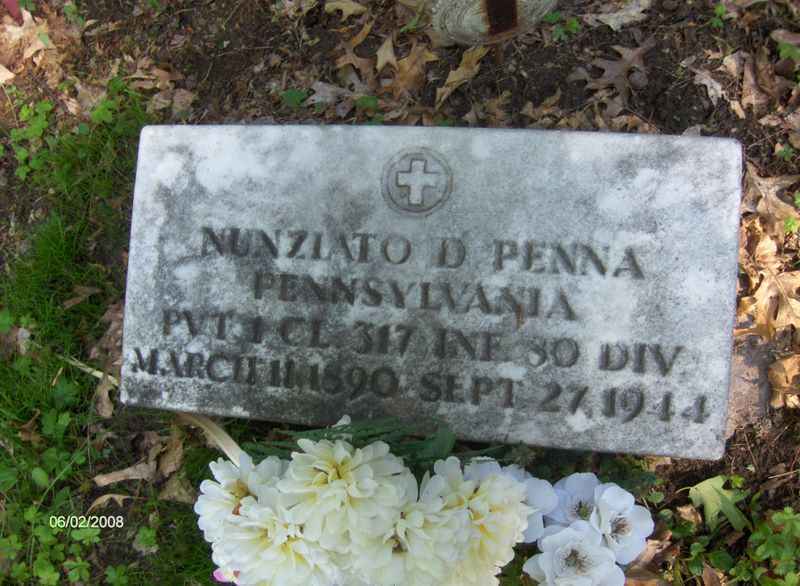 NUNZIATO D PENNA
PENNSYLVANIA
PVT 1 CL 317 INF 80 DIV
MARCH 11, 1890 SEPT 27, 1944
06/02/2008